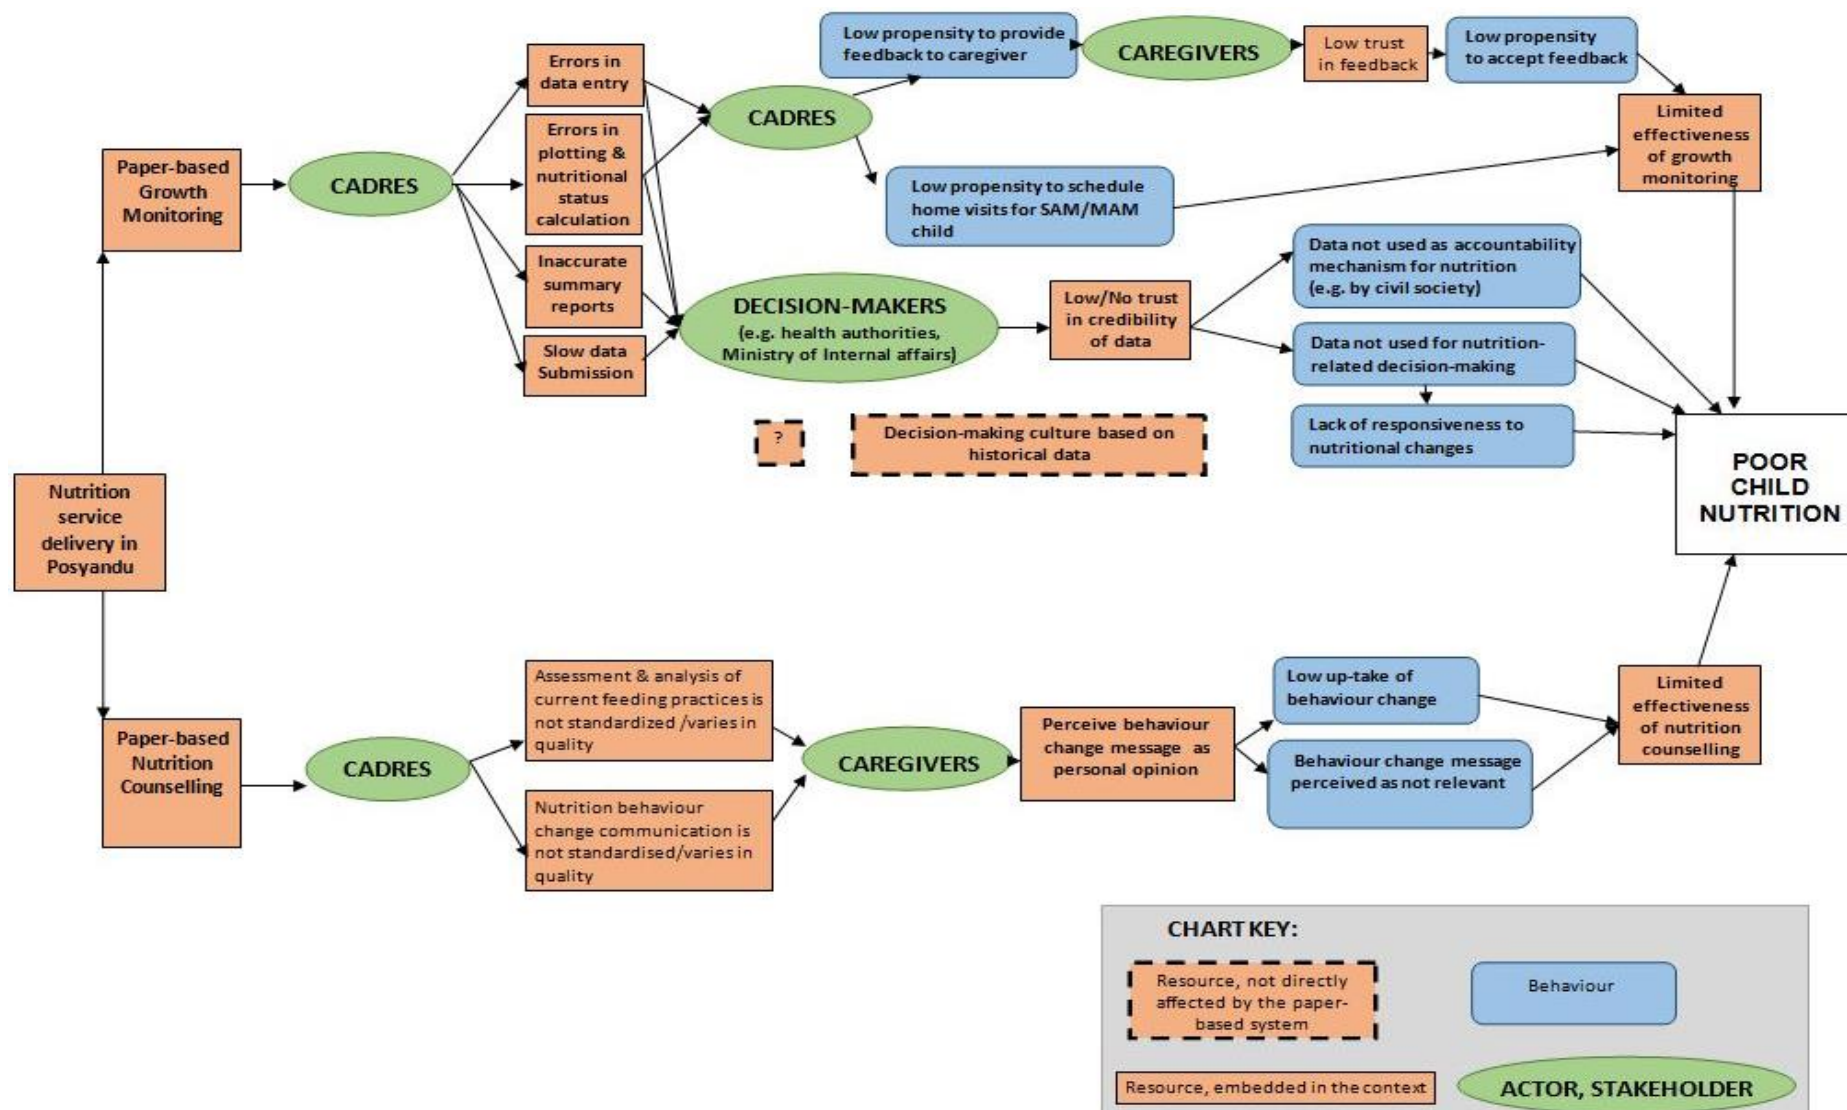 Low propensity to provide
feedback to caregiver
CAREGIVERS
Low trust
in feedback
Low propensity
to accept feedback
Errors in
data entry
CADRES
Limited
effectiveness
of growth
monitoring
Errors in
plotting &
nutritional
status
calculation
Paper-based
Growth
Monitoring
CADRES
Low propensity to schedule
home visits for SAM/MAM
child
Inaccurate
summary
reports
DECISION-MAKERS
(e.g. health authorities,
Ministry of Internal affairs)
Low/No trust
in credibility
of data
Data not used as accountability
mechanism for nutrition
(e.g. by civil society)
Slow data
Submission
Data not used for nutrition-
related decision-making
?
Decision-making culture based on
historical data
Lack of responsiveness to
nutritional changes
POOR
CHILD
NUTRITION
Nutrition
service
delivery in
Posyandu
Paper-based
Nutrition
Counselling
CADRES
Assessment & analysis of
current feeding practices is
not standardized /varies in
quality
Nutrition behaviour
change communication is
not standardised/varies in
quality
CAREGIVERS
Perceive behaviour
change message as
personal opinion
Low up-take of
behaviour change
Behaviour change message
perceived as not relevant
Limited
effectiveness
of nutrition
counselling
CHART KEY:
Resource, not directly
affected by the paper-
based system
Behaviour
Resource, embedded in the context
ACTOR, STAKEHOLDER